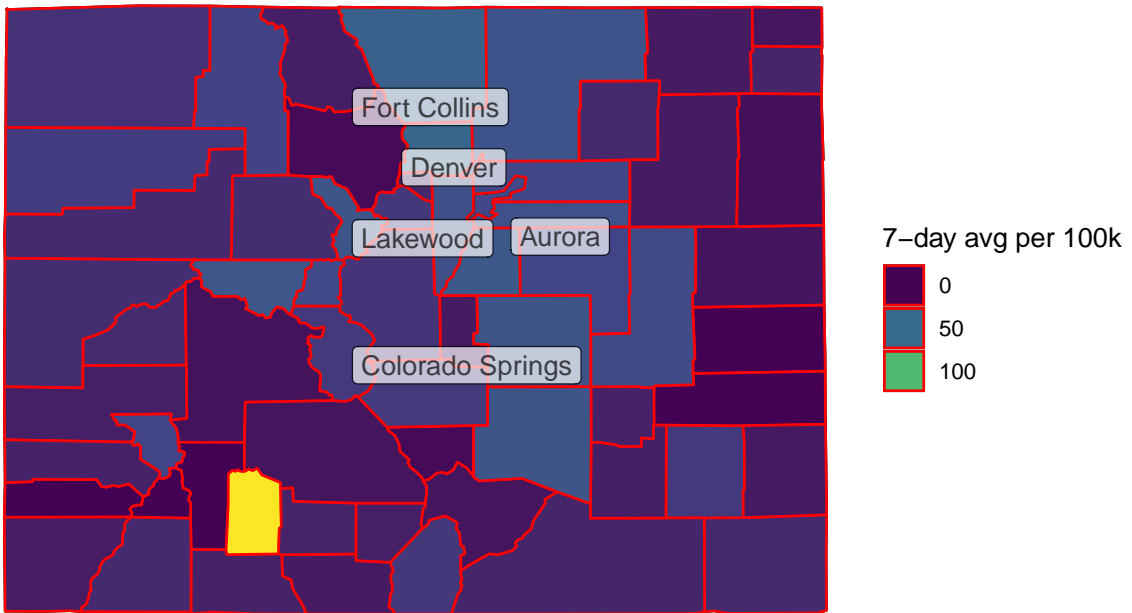 Fort Collins
Denver
Lakewood
Aurora
Colorado Springs
7−day avg per 100k
0
50
100